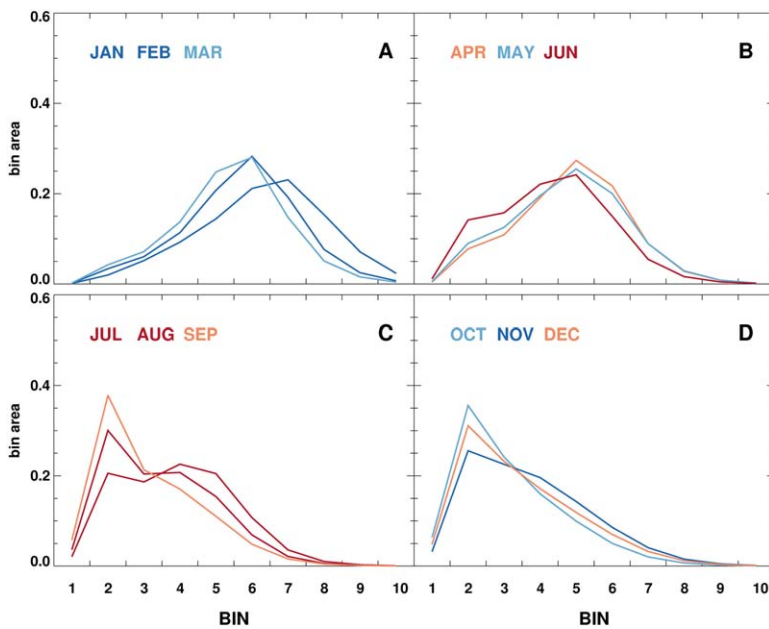 0.6
JAN FEB MAR A
APR MAY JUN B
0.4
bin area
0.2
0.0
0.6
JUL AUG SEP C
OCT NOV DEC D
0.4
bin area
0.2
0.0
1 2 3 4 5 6 7 8 9 10
1 2 3 4 5 6 7 8 9 10
BIN
BIN